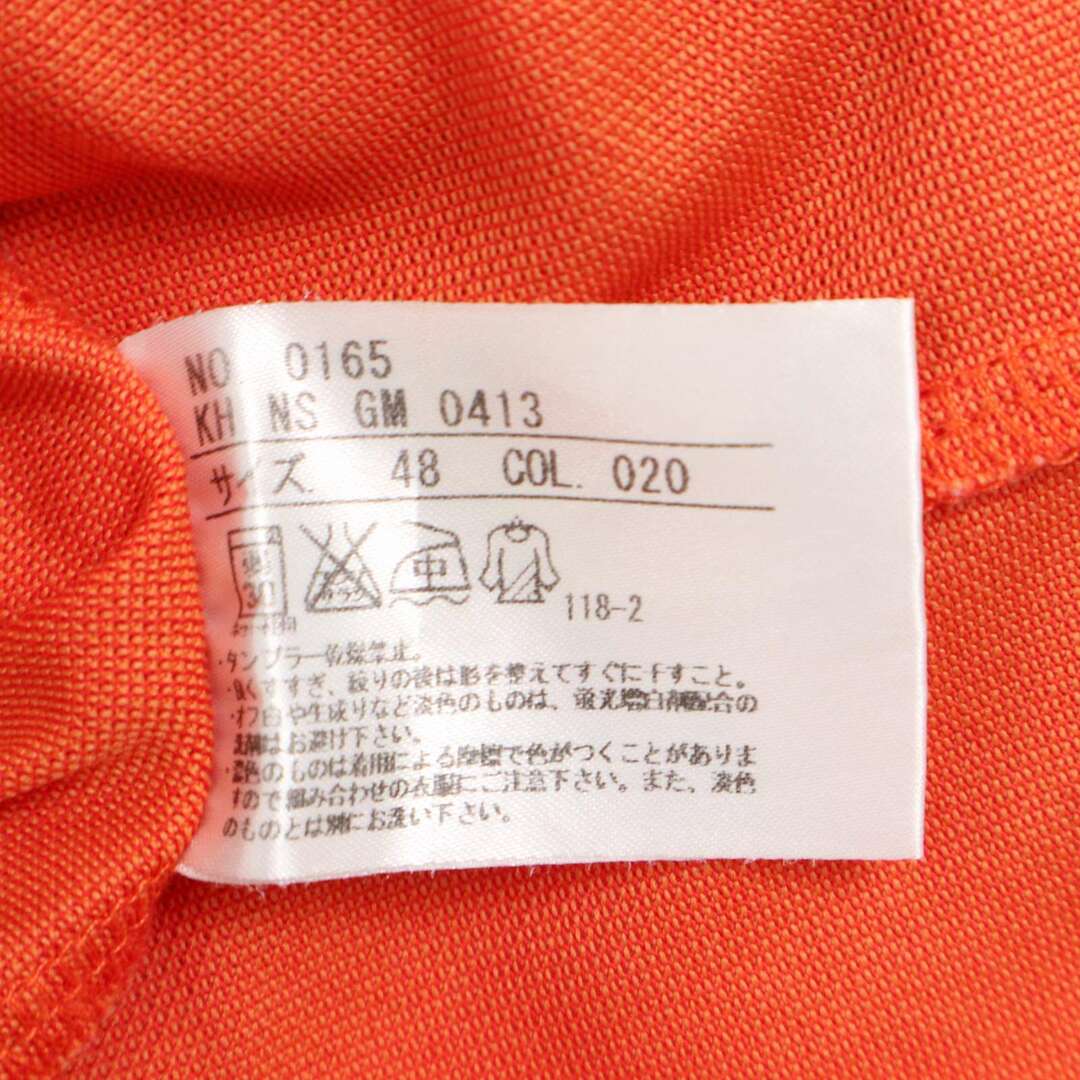 NO. 0165
KH NS GM 0413
サイズ. 48 COL. 020
中
118-2
・タンブラー乾燥禁止。
すすぎ、絞りの後は形を整えてすぐに干すこと。
・オフ白や生成りなど淡色のものは、蛍光増白剤配合の
洗剤はお避け下さい。
濃色のものは着用による摩擦で色がつくことがありま
すので組み合わせの衣服にご注意下さい。また、淡色
のものとは別にお洗い下さい。